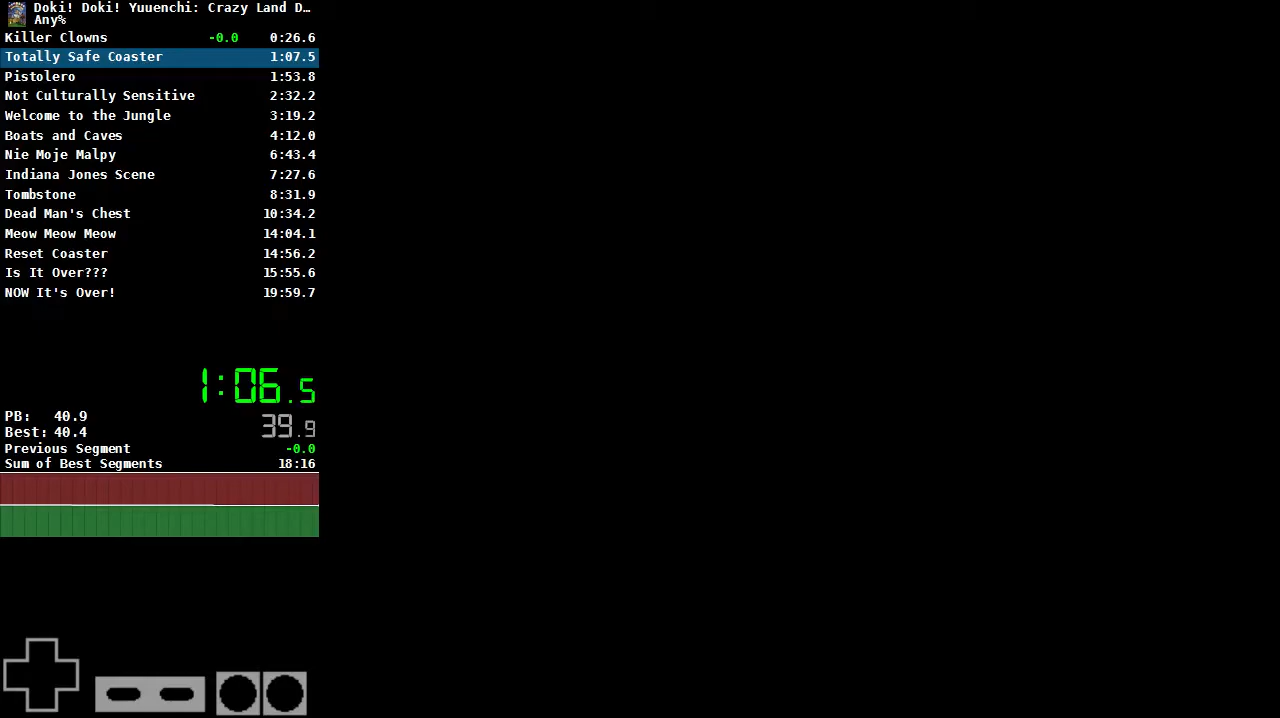 Doki! Doki! Yuuenchi: Crazy Land D...
Any%
Killer Clowns -0.0 0:26.6
Totally Safe Coaster 1:07.5
Pistolero 1:53.8
Not Culturally Sensitive 2:32.2
Welcome to the Jungle 3:19.2
Boats and Caves 4:12.0
Nie Moje Malpy 6:43.4
Indiana Jones Scene 7:27.6
Tombstone 8:31.9
Dead Man's Chest 10:34.2
Meow Meow Meow 14:04.1
Reset Coaster 14:56.2
Is It Over??? 15:55.6
NOW It's Over! 19:59.7
1:06.5
PB: 40.9 39.9
Best: 40.4
Previous Segment -0.0
Sum of Best Segments 18:16